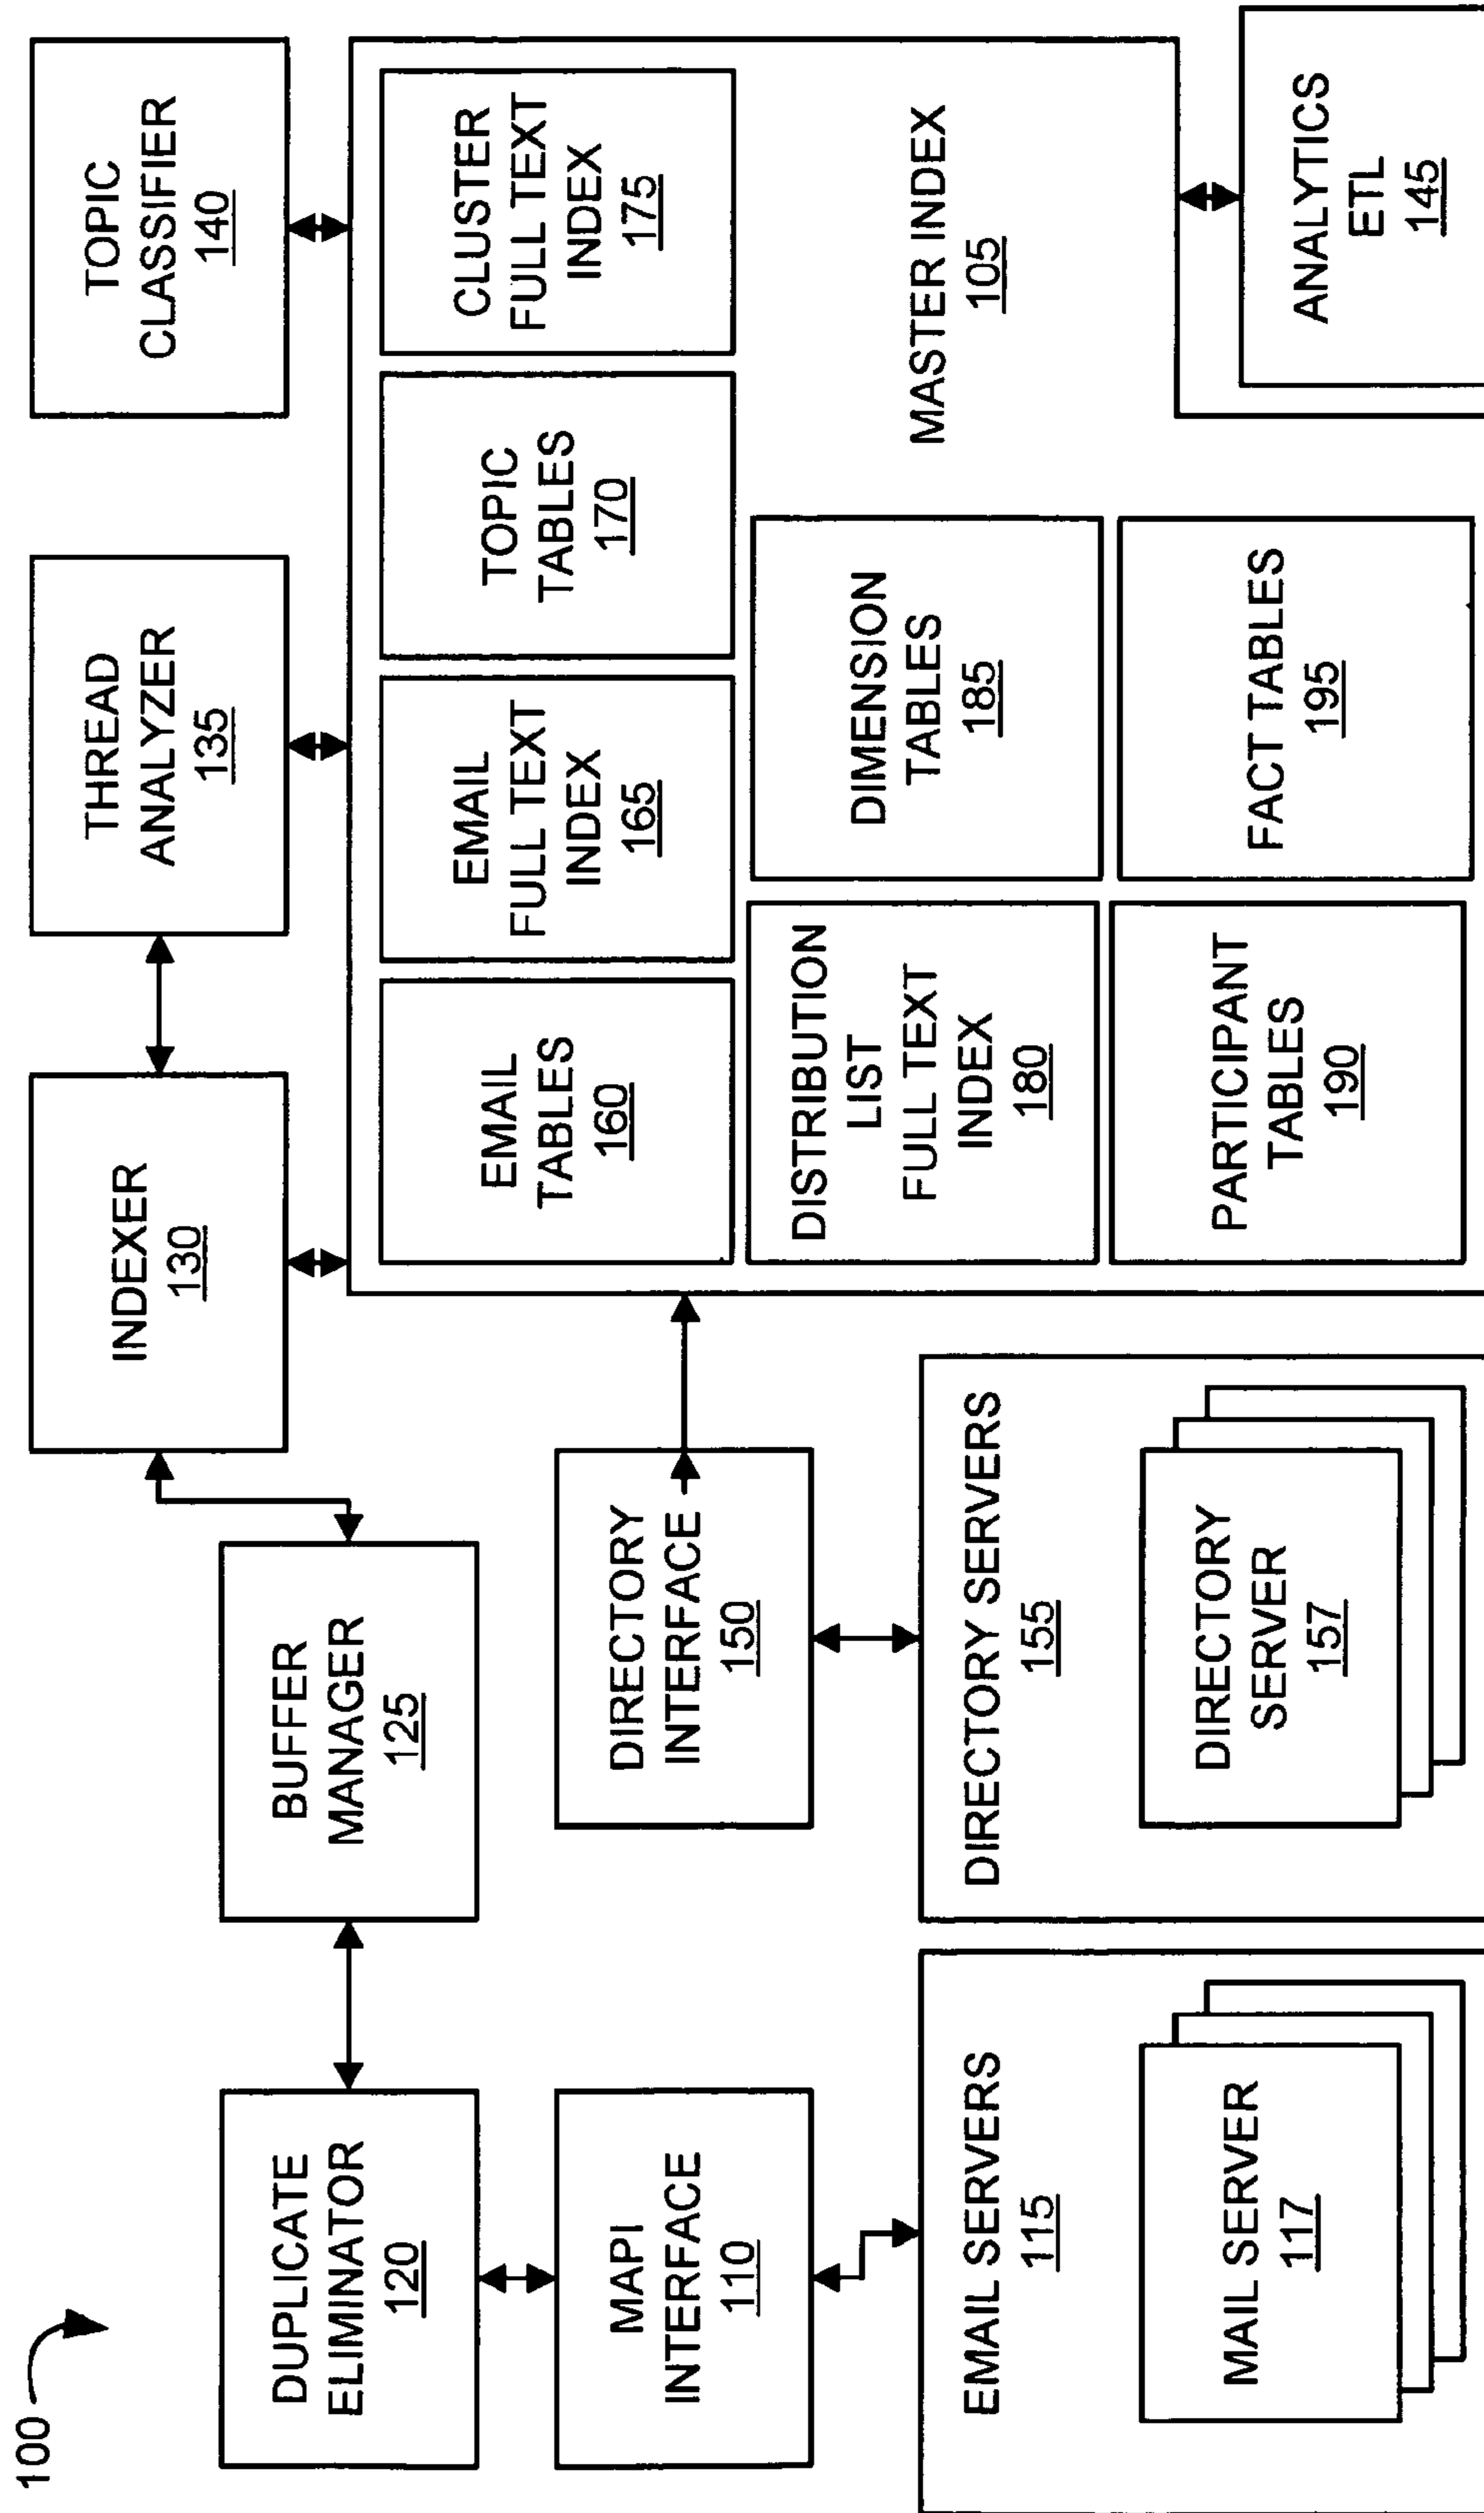 100
DUPLICATE
ELIMINATOR
120
MAPI
INTERFACE
110
EMAIL SERVERS
115
MAIL SERVER
117
BUFFER
MANAGER
125
DIRECTORY
INTERFACE
150
DIRECTORY SERVERS
155
DIRECTORY
SERVER
157
INDEXER
130
THREAD
ANALYZER
135
TOPIC
CLASSIFIER
140
EMAIL
TABLES
160
EMAIL
FULL TEXT
INDEX
165
TOPIC
TABLES
170
CLUSTER
FULL TEXT
INDEX
175
DISTRIBUTION
LIST
FULL TEXT
INDEX
180
DIMENSION
TABLES
185
MASTER INDEX
105
PARTICIPANT
TABLES
190
FACT TABLES
195
ANALYTICS
ETL
145